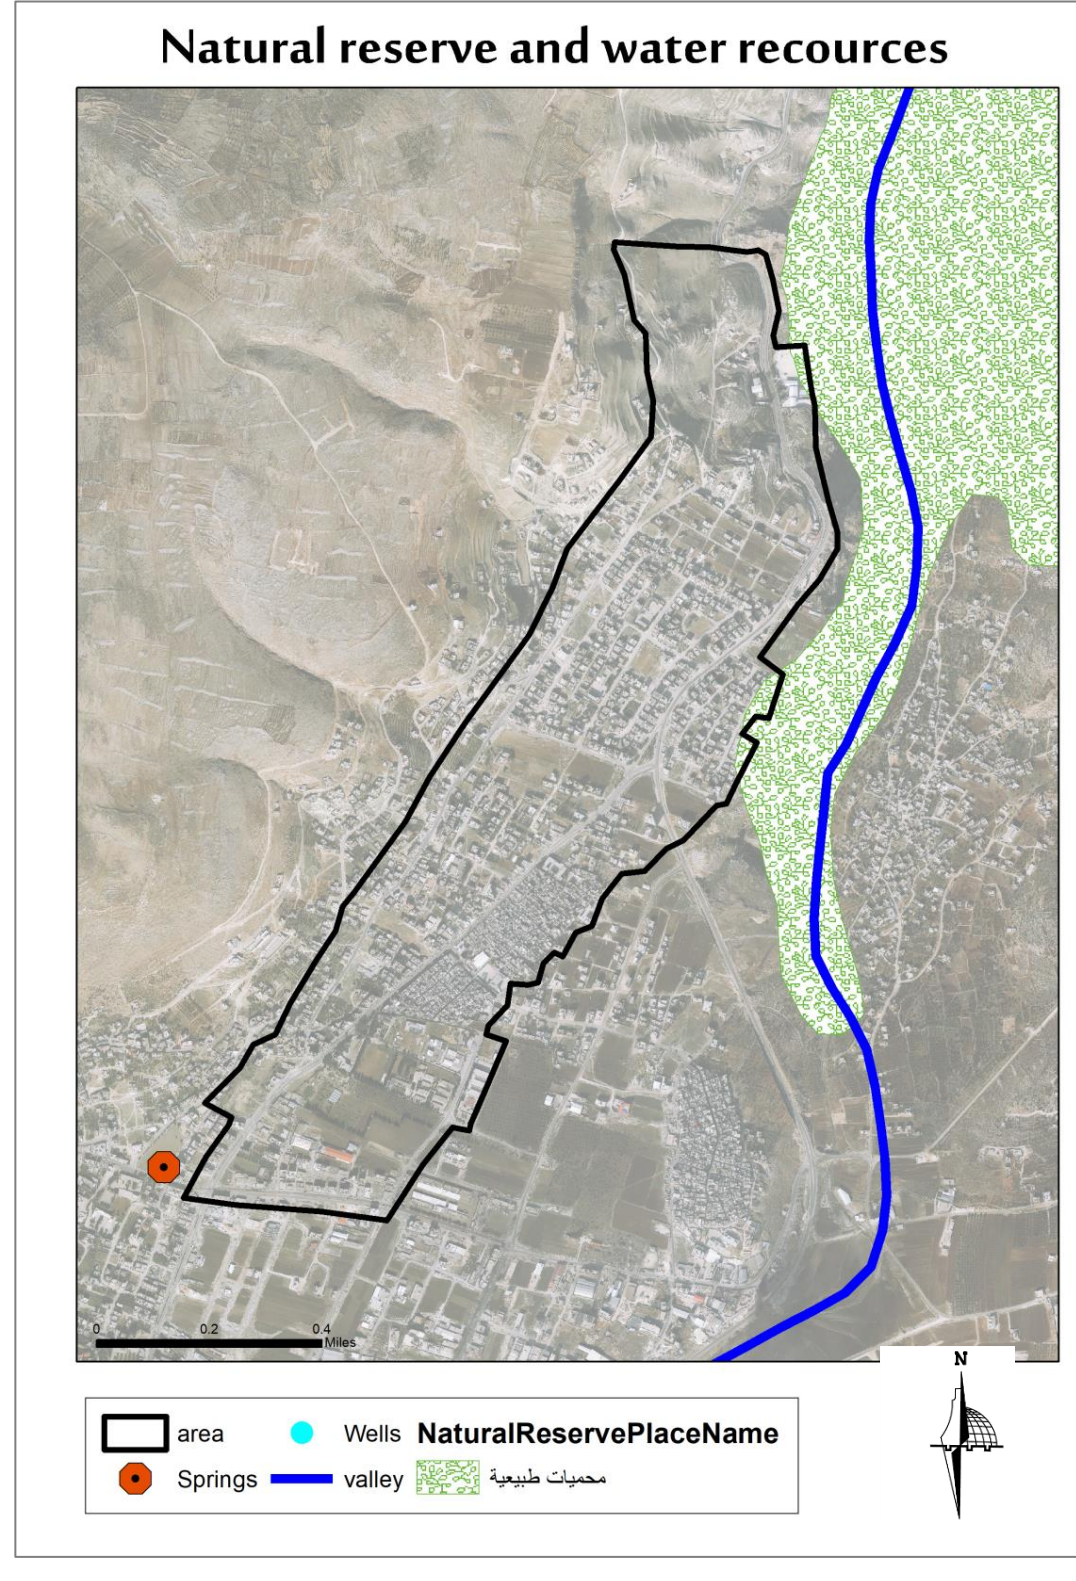 Natural reserve and water recources
0 0.2 0.4
Miles
N
area Wells NaturalReservePlaceName
Springs valley محميات طبيعية